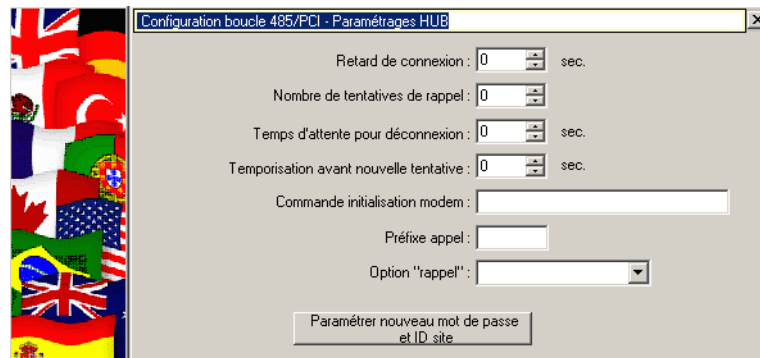 Configuration boucle 485/PCI - Paramétrages HUB
Retard de connexion : 0 sec.
Nombre de tentatives de rappel : 0
Temps d'attente pour déconnexion : 0 sec.
Temporisation avant nouvelle tentative : 0 sec.
Commande initialisation modem :
Préfixe appel :
Option "rappel" :
Paramétrer nouveau mot de passe
et ID site